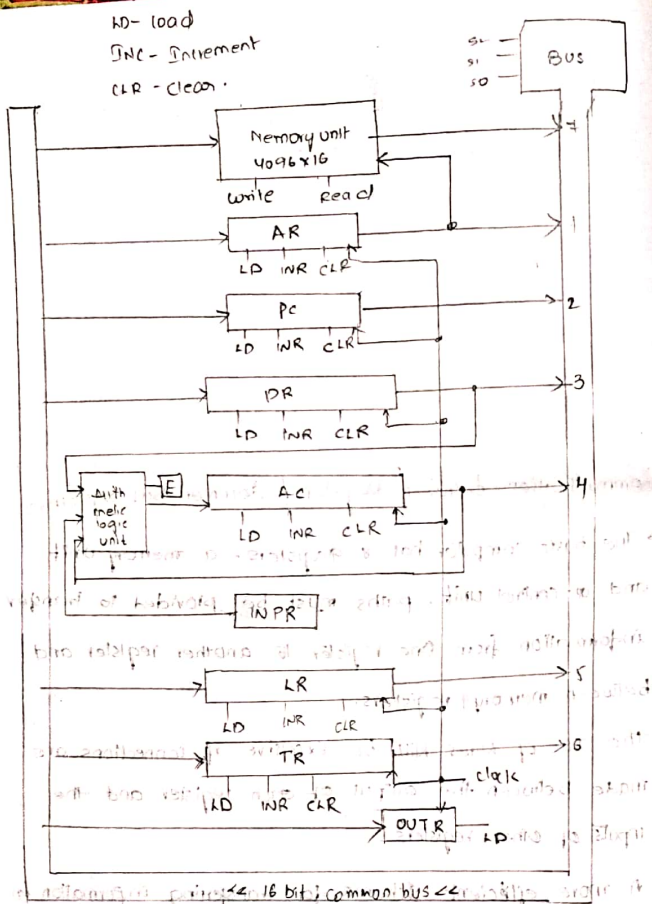 LD- load
INC - Increment
CLR - Clear.
S2
S1
S0
BUS
Memory unit
4096x16
7
Write Read
AR
1
LD INR CLR
PC
2
LD INR CLR
DR
3
LD INR CLR
Arith
metic
logic
unit
E
AC
4
LD INR CLR
INPR
LR
5
LD INR CLR
TR
6
clock
LD INR CLR
OUTR
LD
<< 16 bit ; common bus <<